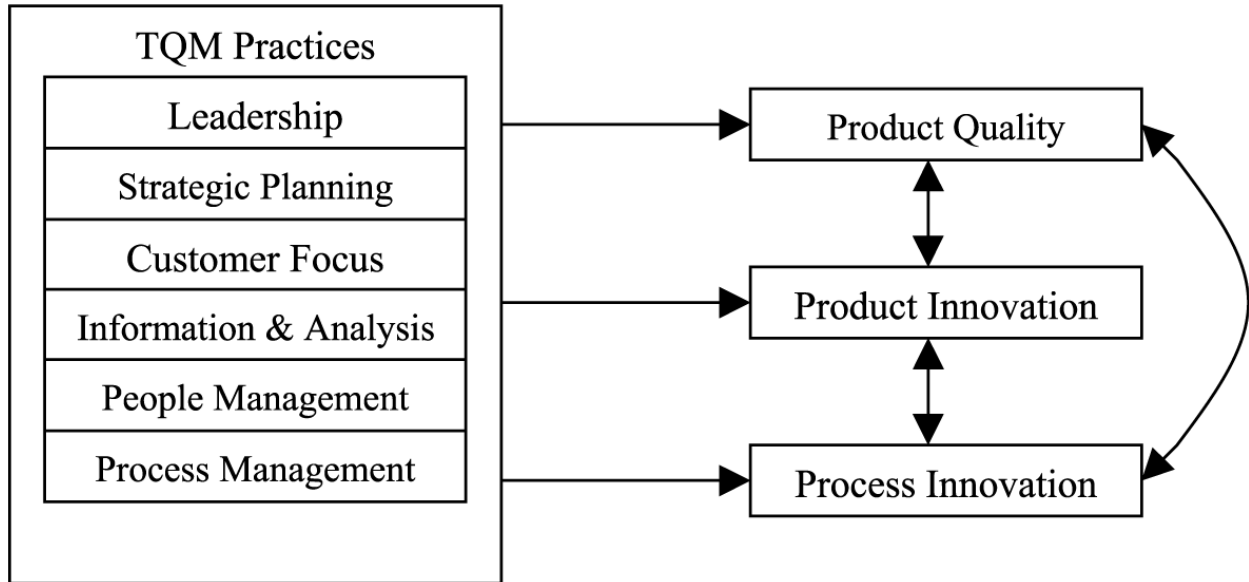 TQM Practices
Leadership
Strategic Planning
Customer Focus
Information & Analysis
People Management
Process Management
Product Quality
Product Innovation
Process Innovation